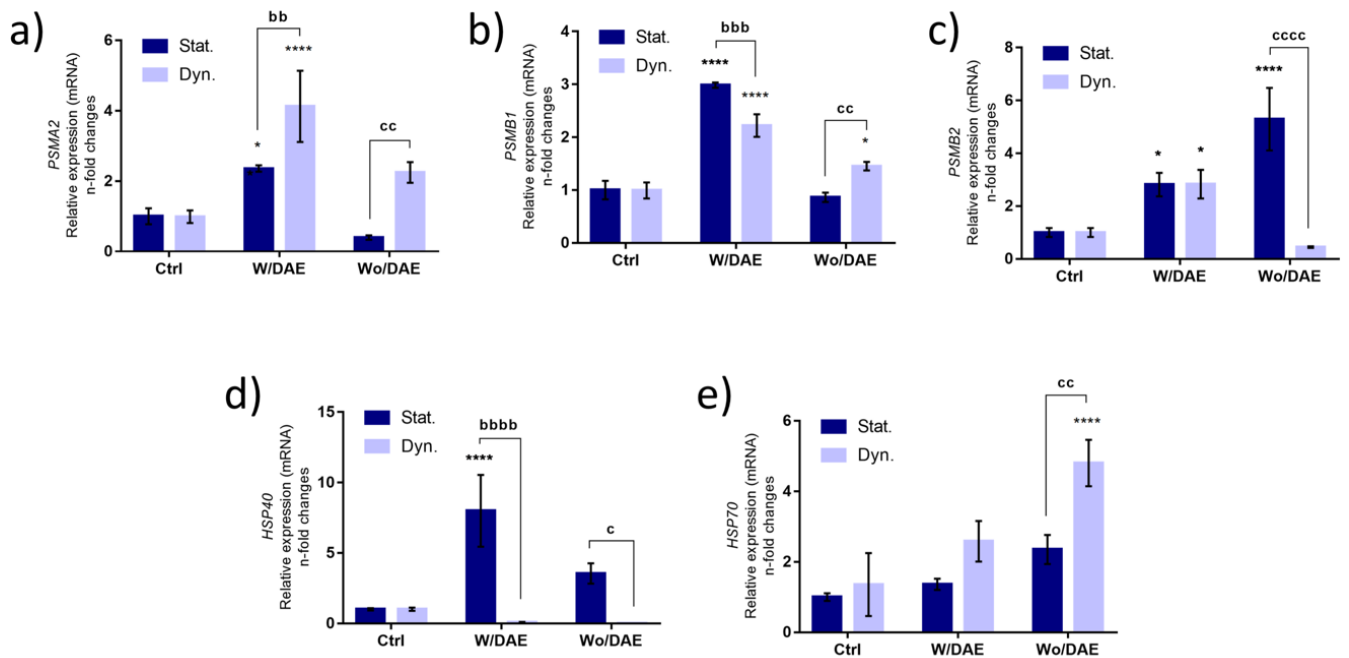 a)
PSMA2
Relative expression (mRNA)
n-fold changes
6
4
2
0
Stat.
Dyn.
bb
****
*
cc
Ctrl
W/DAE
Wo/DAE
b)
PSMB1
Relative expression (mRNA)
n-fold changes
4
3
2
1
0
Stat.
Dyn.
bbb
****
****
cc
*
Ctrl
W/DAE
Wo/DAE
c)
PSMB2
Relative expression (mRNA)
n-fold changes
8
6
4
2
0
Stat.
Dyn.
cccc
****
*
*
Ctrl
W/DAE
Wo/DAE
d)
HSP40
Relative expression (mRNA)
n-fold changes
15
10
5
0
Stat.
Dyn.
bbbb
****
c
Ctrl
W/DAE
Wo/DAE
e)
HSP70
Relative expression (mRNA)
n-fold changes
6
4
2
0
Stat.
Dyn.
cc
****
Ctrl
W/DAE
Wo/DAE